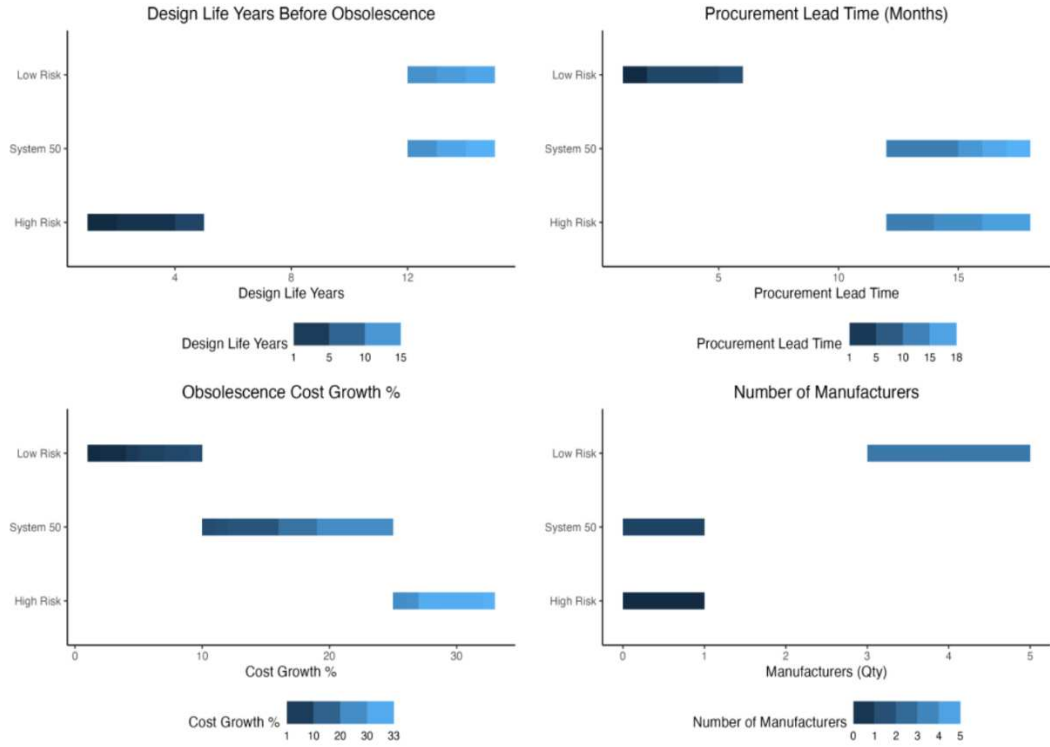 Design Life Years Before Obsolescence
Low Risk
System 50
High Risk
4 8 12
Design Life Years
Design Life Years
1 5 10 15
Procurement Lead Time (Months)
Low Risk
System 50
High Risk
5 10 15
Procurement Lead Time
Procurement Lead Time
1 5 10 15 18
Obsolescence Cost Growth %
Low Risk
System 50
High Risk
0 10 20 30
Cost Growth %
Cost Growth %
1 10 20 30 33
Number of Manufacturers
Low Risk
System 50
High Risk
0 1 2 3 4 5
Manufacturers (Qty)
Number of Manufacturers
0 1 2 3 4 5